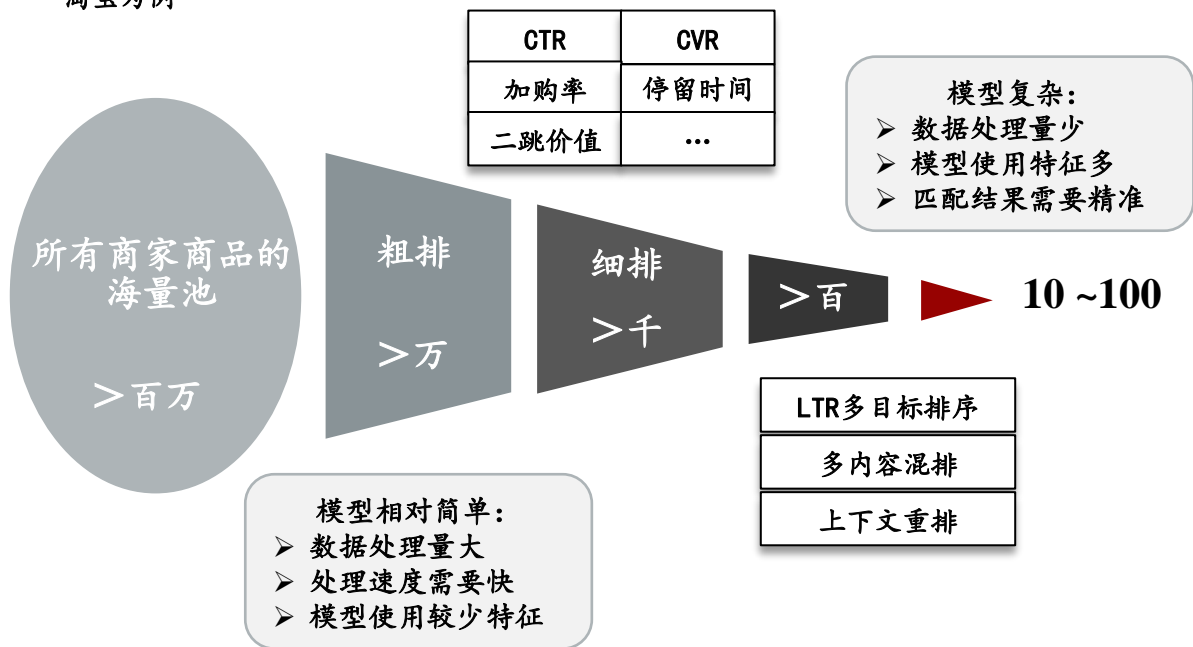 淘宝为例
CTR
CVR
加购率
停留时间
二跳价值
…
模型复杂：
➢ 数据处理量少
➢ 模型使用特征多
➢ 匹配结果需要精准
所有商家商品的
海量池
＞百万
粗排
＞万
细排
＞千
＞百
10 ~100
LTR多目标排序
多内容混排
上下文重排
模型相对简单：
➢ 数据处理量大
➢ 处理速度需要快
➢ 模型使用较少特征